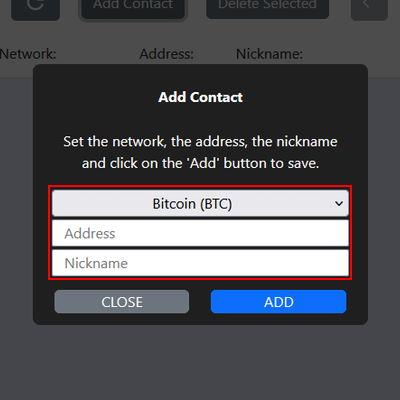 Add Contact
Delete Selected
Network:
Address:
Nickname:
Add Contact
Set the network, the address, the nickname
and click on the 'Add' button to save.
Bitcoin (BTC)
Address
Nickname
CLOSE
ADD